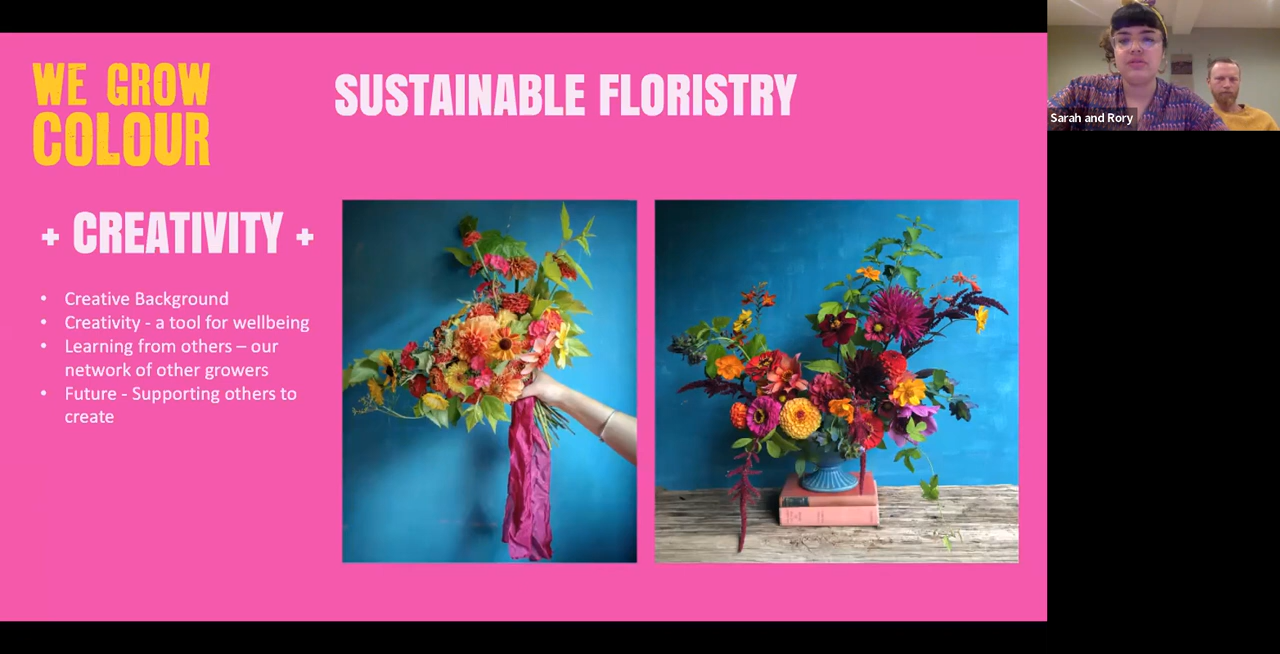 WE GROW
COLOUR
SUSTAINABLE FLORISTRY
+ CREATIVITY +
• Creative Background
• Creativity - a tool for wellbeing
• Learning from others – our
network of other growers
• Future - Supporting others to
create
Sarah and Rory